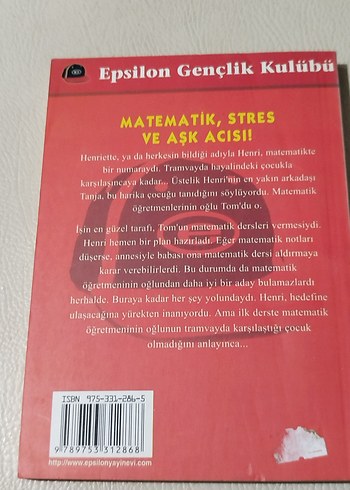 Epsilon Gençlik Kulübü
MATEMATİK, STRES
VE AŞK ACISI!
Henriette, ya da herkesin bildiği adıyla Henri, matematikte
bir numaraydı. Tramvayda hayalindeki çocukla
karşılaşıncaya kadar... Üstelik Henri'nin en yakın arkadaşı
Tanja, bu harika çocuğu tanıdığını söylüyordu. Matematik
öğretmenlerinin oğlu Tom'du o.
İşin en güzel tarafı, Tom'un matematik dersleri vermesiydi.
Henri hemen bir plan hazırladı. Eğer matematik notları
düşerse, annesiyle babası ona matematik dersi aldırmaya
karar verebilirlerdi. Bu durumda da matematik
öğretmeninin oğlundan daha iyi bir aday bulamazlardı
herhalde. Buraya kadar her şey yolundaydı. Henri, hedefine
ulaşacağına yürekten inanıyordu. Ama ilk derste matematik
öğretmeninin oğlunun tramvayda karşılaştığı çocuk
olmadığını anlayınca...
ISBN 975-331-286-5
9 789753 312868
http://www.epsilonyayinevi.com